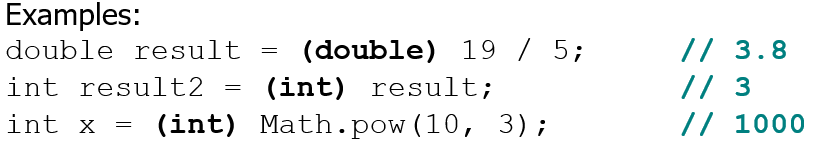 Examples:
double result = (double) 19 / 5; // 3.8
int result2 = (int) result; // 3
int x = (int) Math.pow(10, 3); // 1000